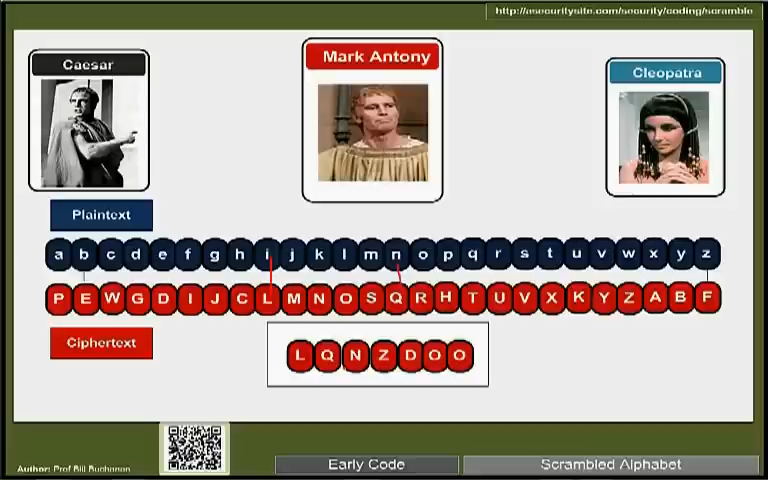 http://asecuritysite.com/security/coding/scramble
Caesar
Mark Antony
Cleopatra
Plaintext
a b c d e f g h i j k l m n o p q r s t u v w x y z
P E W G D I J C L M N O S Q R H T U V X K Y Z A B F
Ciphertext
L Q N Z D O O
Author: Prof Bill Buchanan
Early Code
Scrambled Alphabet